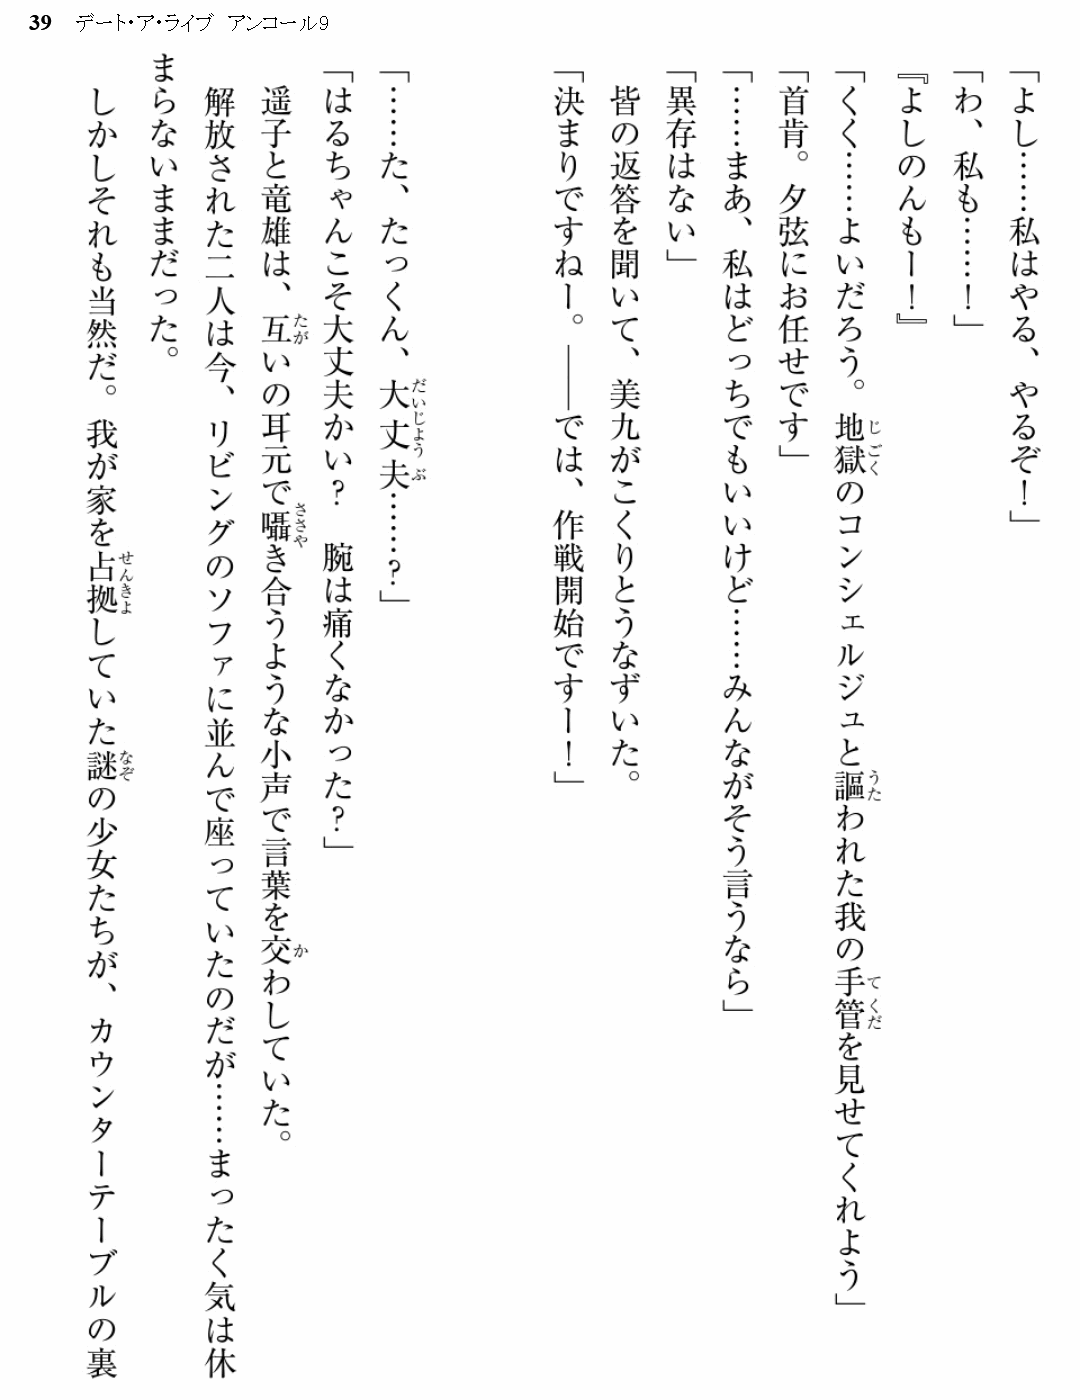 39 デート・ア・ライブ アンコール9
「よし……私はやる、やるぞ！」
「わ、私も……！」
『よしのんもー！』
「くく……よいだろう。地獄のコンシェルジュと謳われた我の手管を見せてくれよう」
「首肯。夕弦にお任せです」
「……まあ、私はどっちでもいいけど……みんながそう言うなら」
「異存はない」
皆の返答を聞いて、美九がこくりとうなずいた。
「決まりですねー。――では、作戦開始ですー！」
「……た、たっくん、大丈夫……？」
「はるちゃんこそ大丈夫かい？　腕は痛くなかった？」
遥子と竜雄は、互いの耳元で囁き合うような小声で言葉を交わしていた。
解放された二人は今、リビングのソファに並んで座っていたのだが……まったく気は休
まらないままだった。
しかしそれも当然だ。我が家を占拠していた謎の少女たちが、カウンターテーブルの裏